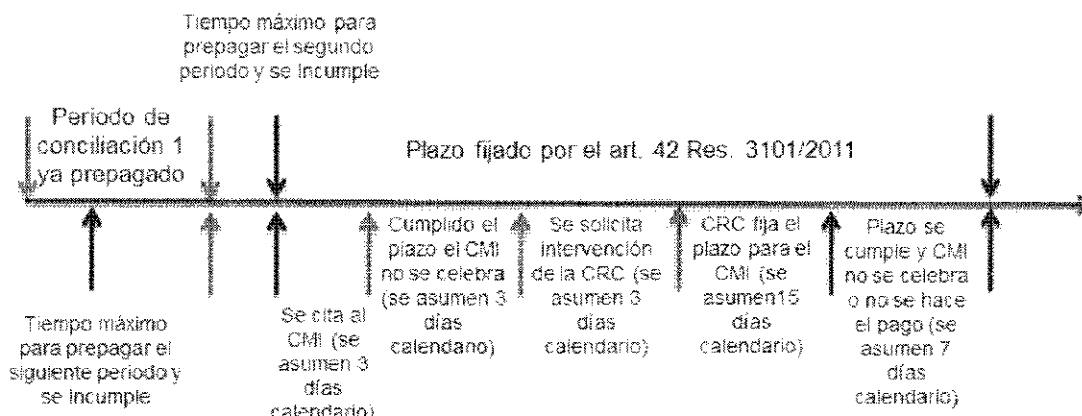 Tiempo máximo para
prepagar el segundo
periodo y se Incumple
Periodo de
conciliación 1
ya prepagado
Plazo fijado por el art. 42 Res. 3101/2011
Tiempo máximo
para prepagar el
siguiente periodo y
se Incumple
Se cita al
CMI (se
asumen 3
días
calendario)
Cumplido el
plazo el CMI
no se celebra
(se asumen 3
días
calendario)
Se solicita
intervención
de la CRC (se
asumen 3
días
calendario)
CRC fija el
plazo para el
CMI (se
asumen15
días
calendario)
Plazo se
cumple y CMI
no se celebra
o no se hace
el pago (se
asumen 7
días
calendario)